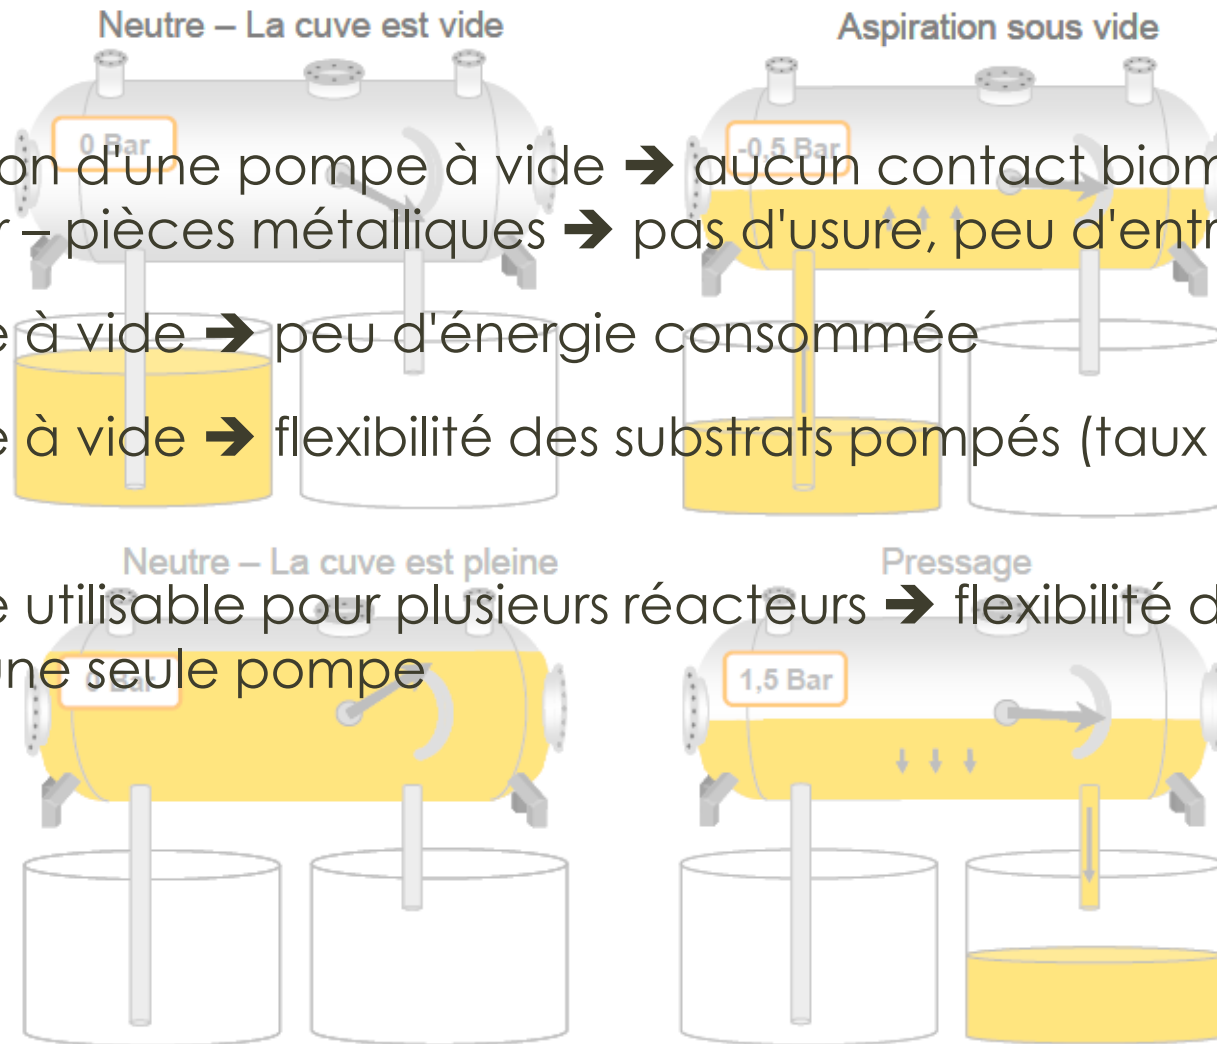 Neutre – La cuve est vide
Aspiration sous vide
0 Bar
-0,5 Bar
on d'une pompe à vide ➔ aucun contact biom
r – pièces métalliques ➔ pas d'usure, peu d'entr
e à vide ➔ peu d'énergie consommée
e à vide ➔ flexibilité des substrats pompés (taux
Neutre – La cuve est pleine
Pressage
e utilisable pour plusieurs réacteurs ➔ flexibilité d
une seule pompe
Bar
1,5 Bar